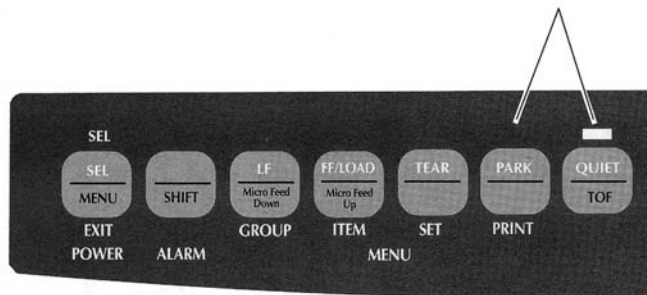 SEL
SEL LF FF/LOAD TEAR PARK QUIET
MENU SHIFT Micro Feed Down Micro Feed Up TOF
EXIT GROUP ITEM SET PRINT
POWER ALARM MENU